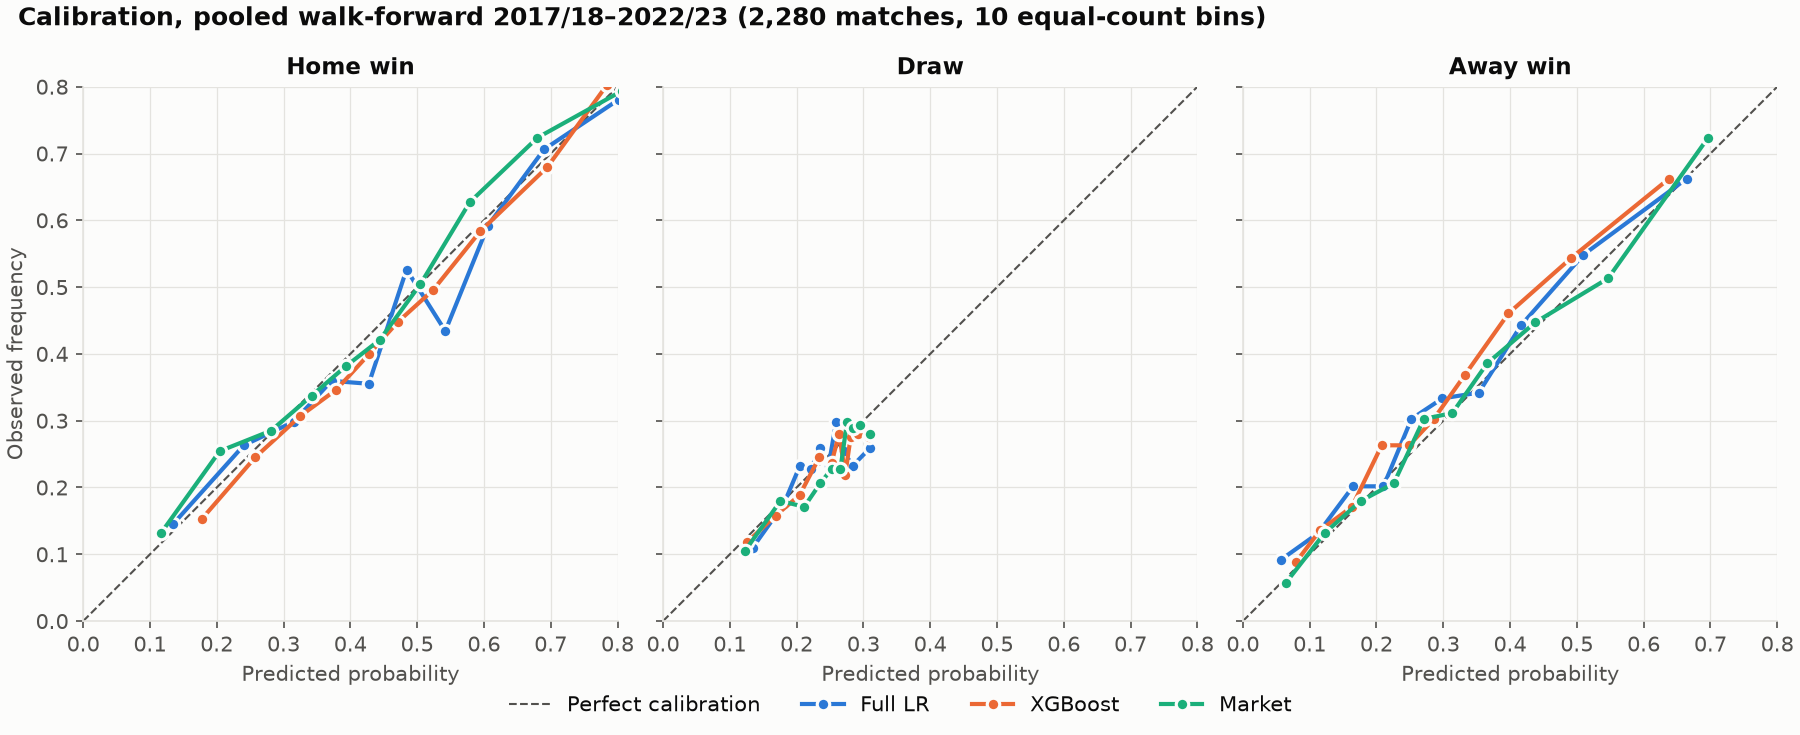 Calibration, pooled walk-forward 2017/18–2022/23 (2,280 matches, 10 equal-count bins)
Home win
Draw
Away win
Observed frequency
0.8
0.7
0.6
0.5
0.4
0.3
0.2
0.1
0.0
0.0 0.1 0.2 0.3 0.4 0.5 0.6 0.7 0.8
0.0 0.1 0.2 0.3 0.4 0.5 0.6 0.7 0.8
0.0 0.1 0.2 0.3 0.4 0.5 0.6 0.7 0.8
Predicted probability
Predicted probability
Predicted probability
Perfect calibration
Full LR
XGBoost
Market